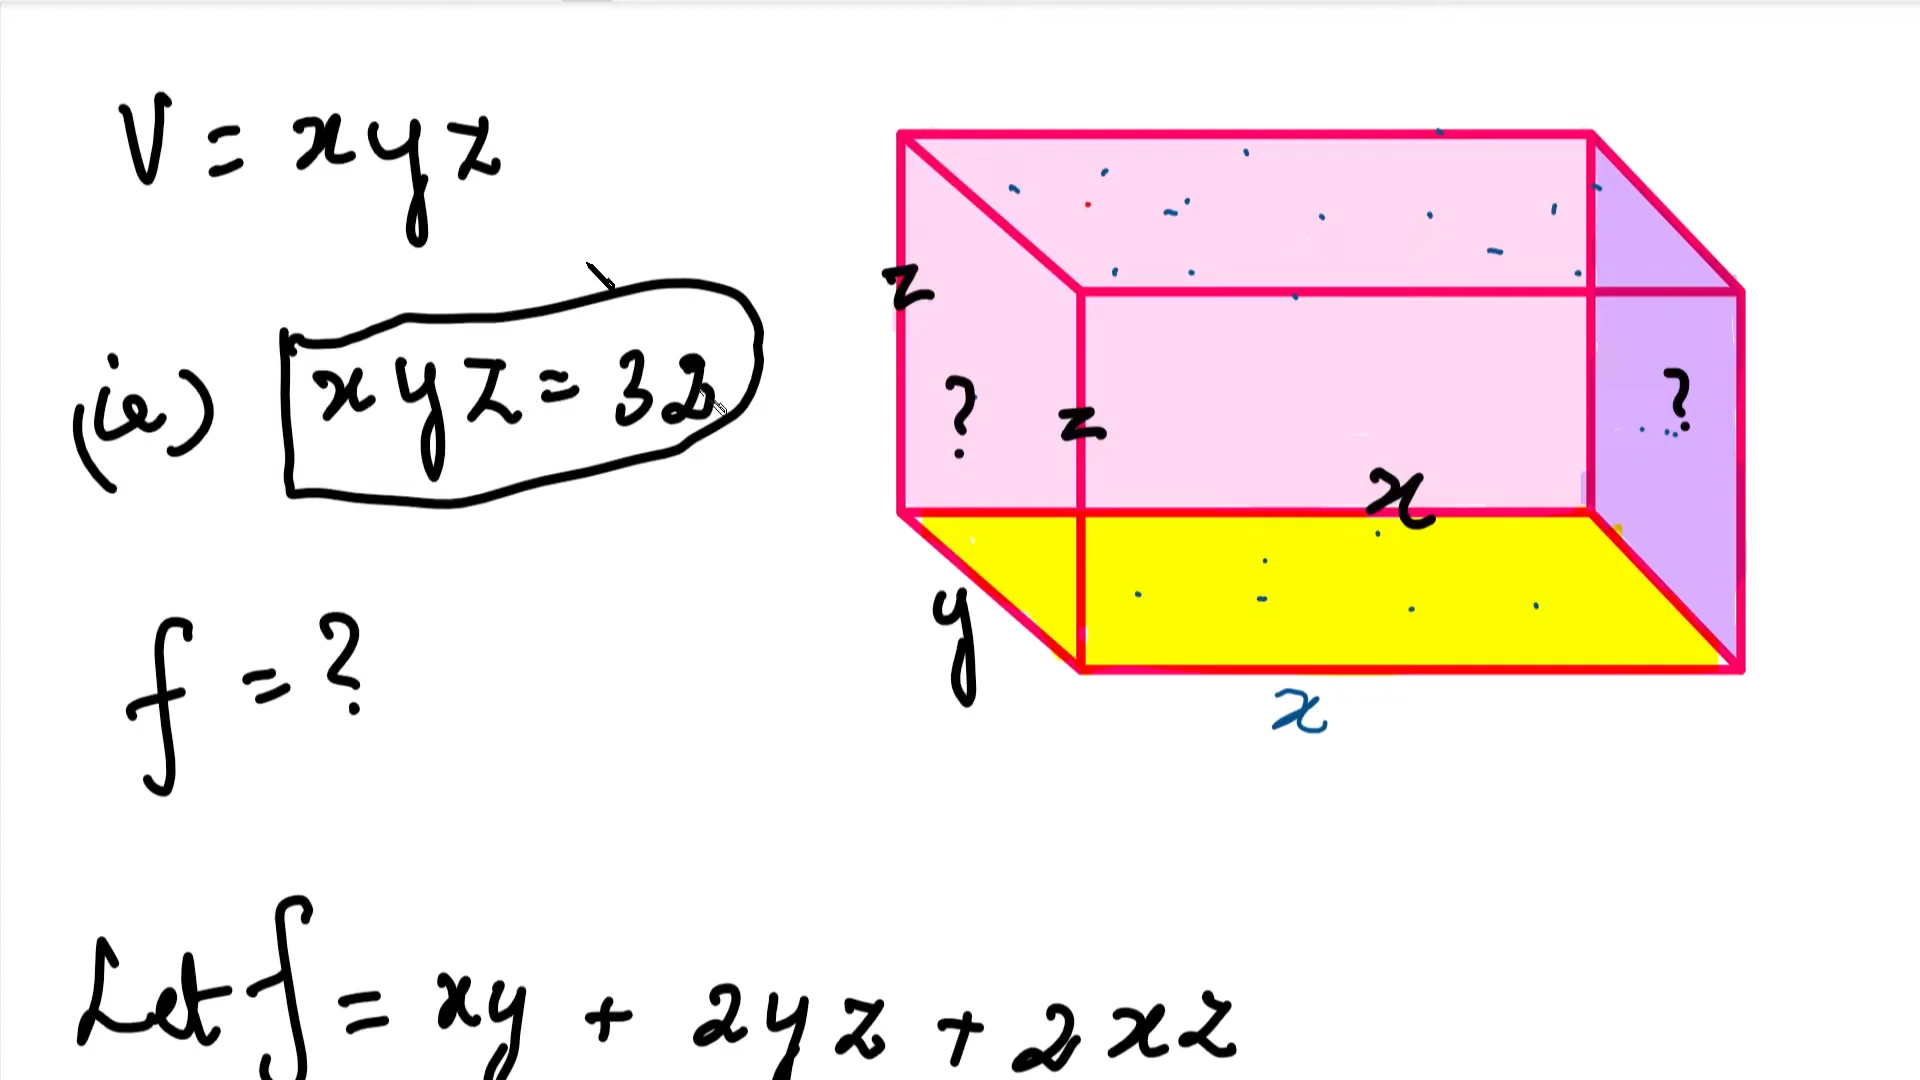 V = xyz
(ie) xyz = 32
f = ?
z
? z ?
x
y
x
Let f = xy + 2yz + 2xz